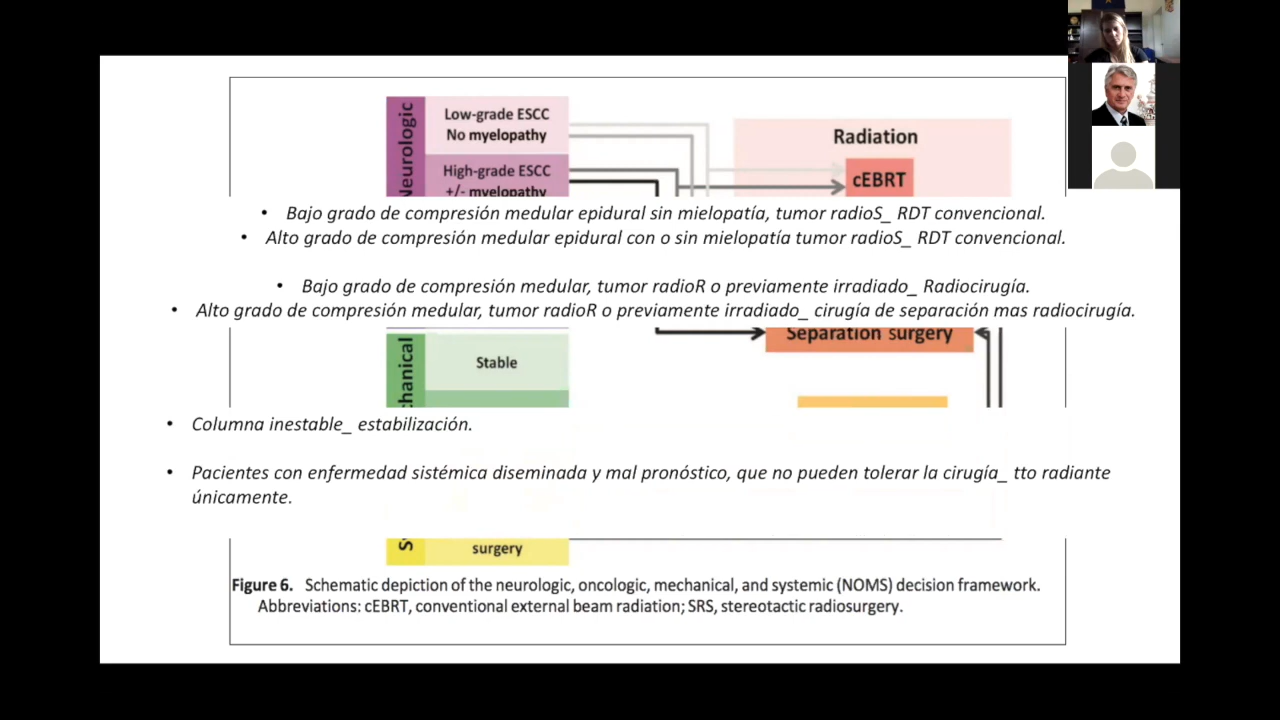 Neurologic
Low-grade ESCC
No myelopathy
High-grade ESCC
+/- myelopathy
Radiation
cEBRT
• Bajo grado de compresión medular epidural sin mielopatía, tumor radioS_ RDT convencional.
• Alto grado de compresión medular epidural con o sin mielopatía tumor radioS_ RDT convencional.
• Bajo grado de compresión medular, tumor radioR o previamente irradiado_ Radiocirugía.
• Alto grado de compresión medular, tumor radioR o previamente irradiado_ cirugía de separación mas radiocirugía.
Separation surgery
chanical
Stable
• Columna inestable_ estabilización.
• Pacientes con enfermedad sistémica diseminada y mal pronóstico, que no pueden tolerar la cirugía_ tto radiante
únicamente.
surgery
Figure 6. Schematic depiction of the neurologic, oncologic, mechanical, and systemic (NOMS) decision framework.
Abbreviations: cEBRT, conventional external beam radiation; SRS, stereotactic radiosurgery.